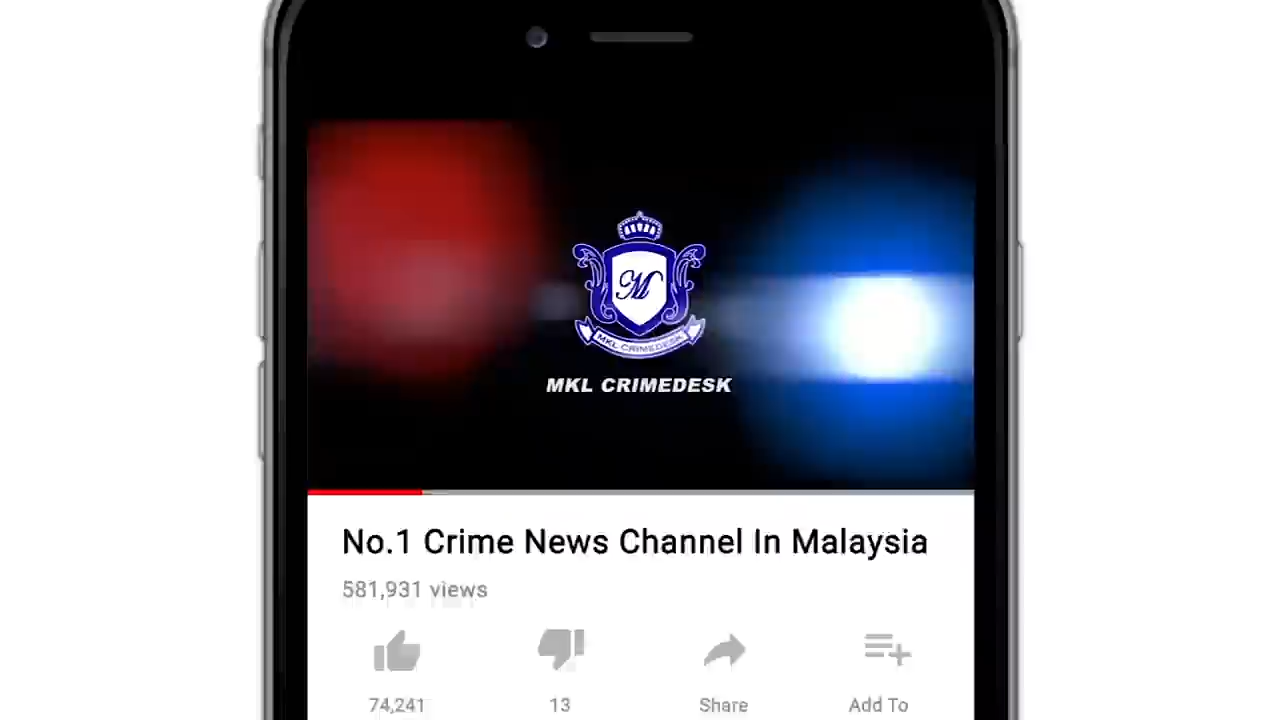 M
MKL CRIMEDESK
MKL CRIMEDESK
No.1 Crime News Channel In Malaysia
581,931 views
74,241
13
Share
Add To